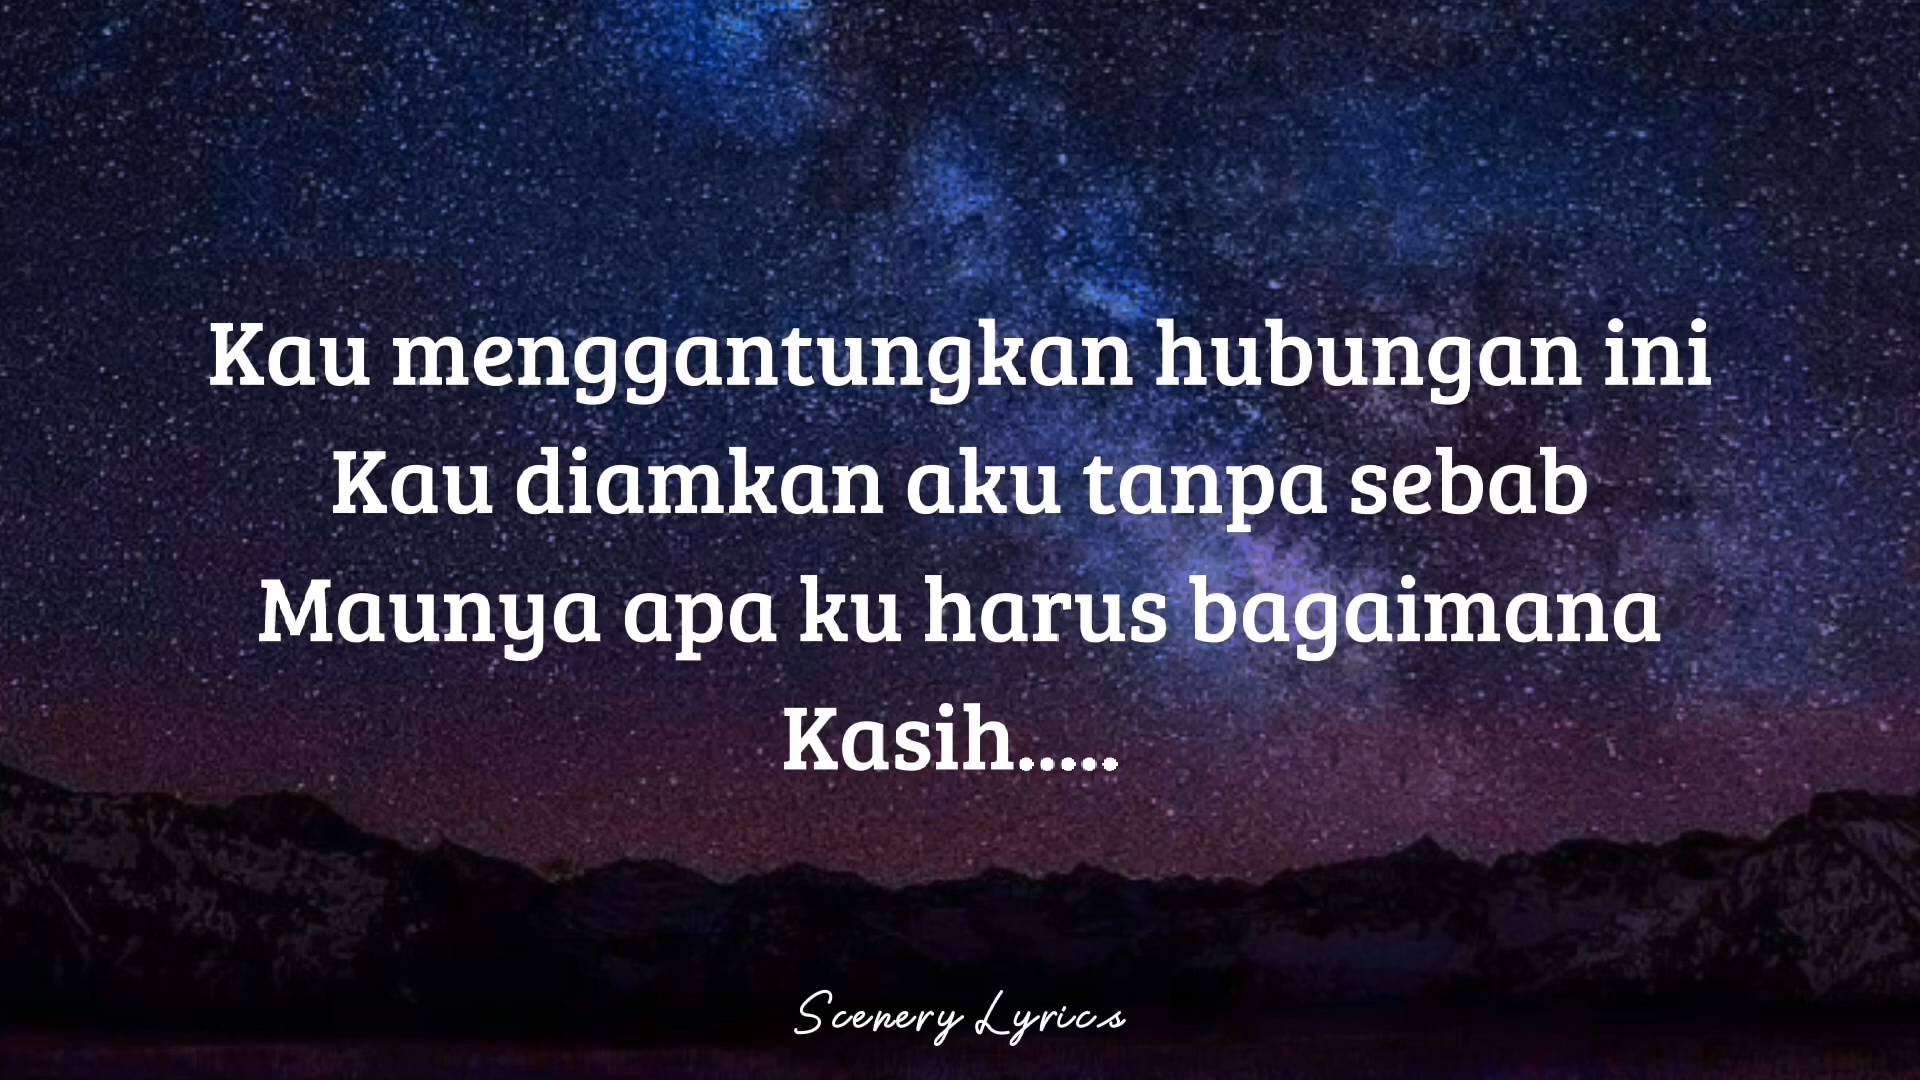 Kau menggantungkan hubungan ini
Kau diamkan aku tanpa sebab
Maunya apa ku harus bagaimana
Kasih.....
Scenery Lyrics